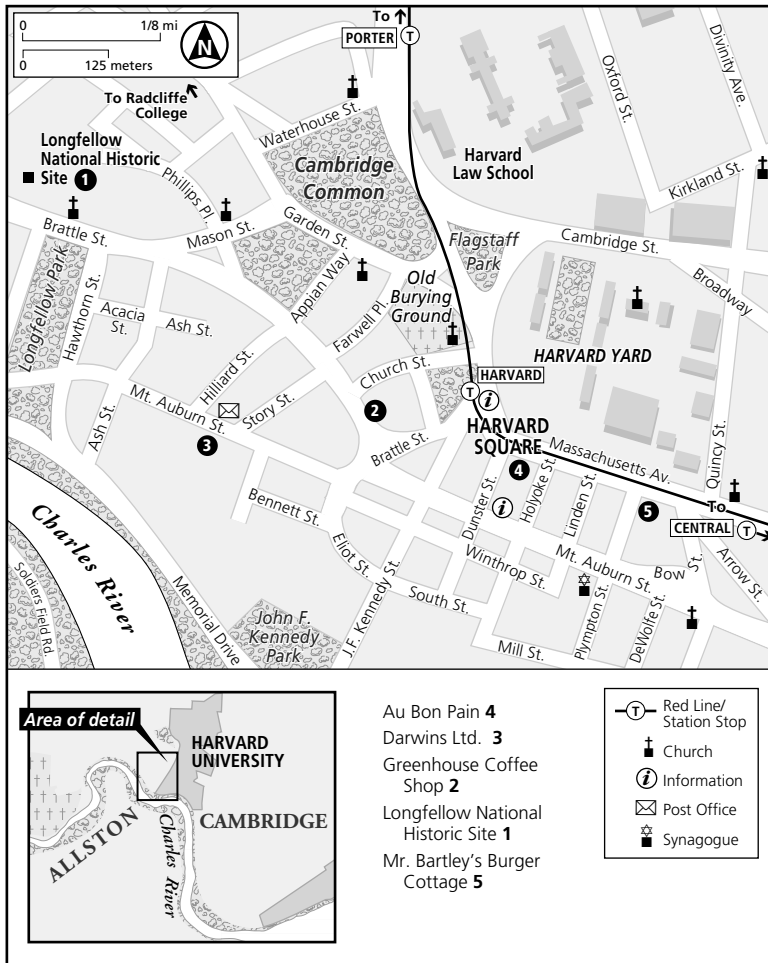 0 1/8 mi
0 125 meters
N
To
PORTER
T
To Radcliffe
College
Longfellow
National Historic
Site 1
Waterhouse St.
Cambridge
Common
Harvard
Law School
Oxford St.
Divinity Ave.
Kirkland St.
Phillips Pl.
Mason St.
Garden St.
Brattle St.
Flagstaff
Park
Cambridge St.
Broadway
Longfellow Park
Hawthorn St.
Acacia
St.
Ash St.
Appian Way
Farwell Pl.
Old
Burying
Ground
HARVARD YARD
Hilliard St.
Story St.
Church St.
HARVARD
T
i
Mt. Auburn St.
Ash St.
3
2
Brattle St.
HARVARD
SQUARE
4
Massachusetts Av.
Quincy St.
Dunster St.
Holyoke St.
Linden St.
5
To
CENTRAL
T
Bennett St.
Eliot St.
i
Winthrop St.
Mt. Auburn St.
Bow St.
Arrow St.
Charles River
Soldiers Field Rd.
Memorial Drive
John F.
Kennedy
Park
J.F. Kennedy St.
South St.
Mill St.
Plympton St.
DeWolfe St.
Area of detail
HARVARD
UNIVERSITY
ALLSTON
Charles River
CAMBRIDGE
Au Bon Pain 4
Darwins Ltd. 3
Greenhouse Coffee
Shop 2
Longfellow National
Historic Site 1
Mr. Bartley's Burger
Cottage 5
T Red Line/
Station Stop
Church
i Information
Post Office
Synagogue